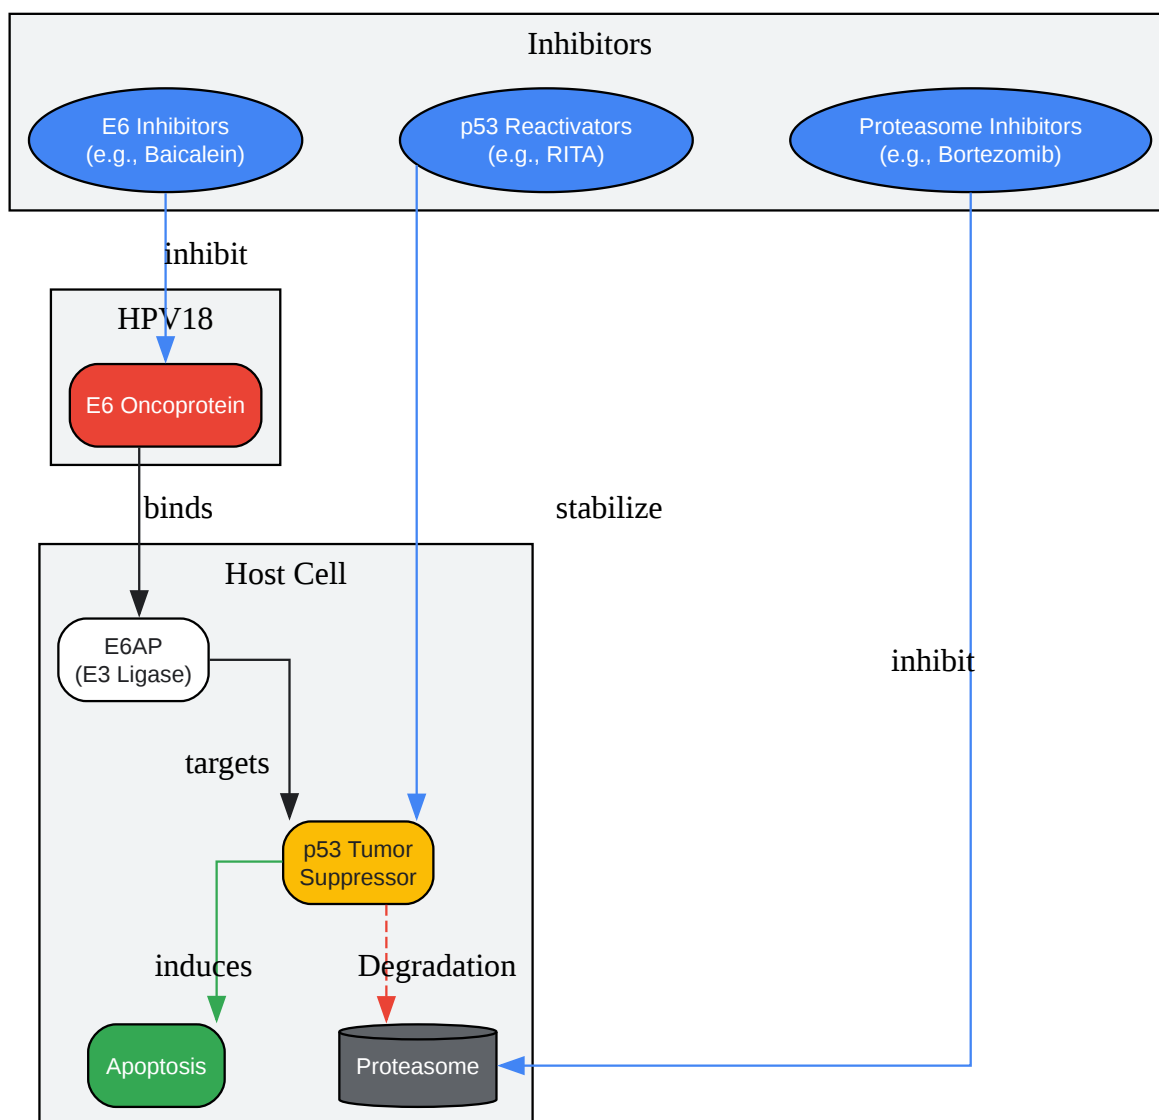 Inhibitors
E6 Inhibitors
(e.g., Baicalein)
p53 Reactivators
(e.g., RITA)
Proteasome Inhibitors
(e.g., Bortezomib)
inhibit
HPV18
E6 Oncoprotein
binds
stabilize
Host Cell
E6AP
(E3 Ligase)
inhibit
targets
p53 Tumor
Suppressor
induces
Degradation
Apoptosis
Proteasome